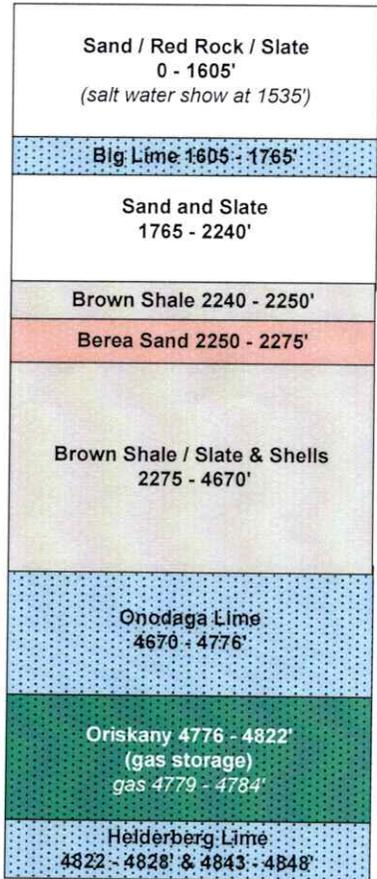 Sand / Red Rock / Slate
0 - 1605'
(salt water show at 1535')
Big Lime 1605 - 1765'
Sand and Slate
1765 - 2240'
Brown Shale 2240 - 2250'
Berea Sand 2250 - 2275'
Brown Shale / Slate & Shells
2275 - 4670'
Onodaga Lime
4670 - 4776'
Oriskany 4776 - 4822'
(gas storage)
gas 4779 - 4784'
Helderberg Lime
4822 - 4828' & 4843 - 4848'